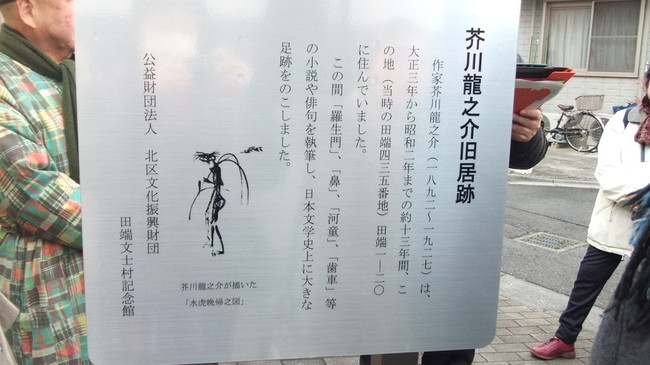 芥川龍之介旧居跡
作家芥川龍之介（一八九二～一九二七）は、
大正三年から昭和二年までの約十三年間、こ
の地（当時の田端四三五番地）田端一―二〇
に住んでいました。
この間「羅生門」、「鼻」、「河童」、「歯車」等
の小説や俳句を執筆し、日本文学史上に大きな
足跡をのこしました。
芥川龍之介が描いた
「水虎晩帰之図」
公益財団法人　北区文化振興財団
田端文士村記念館